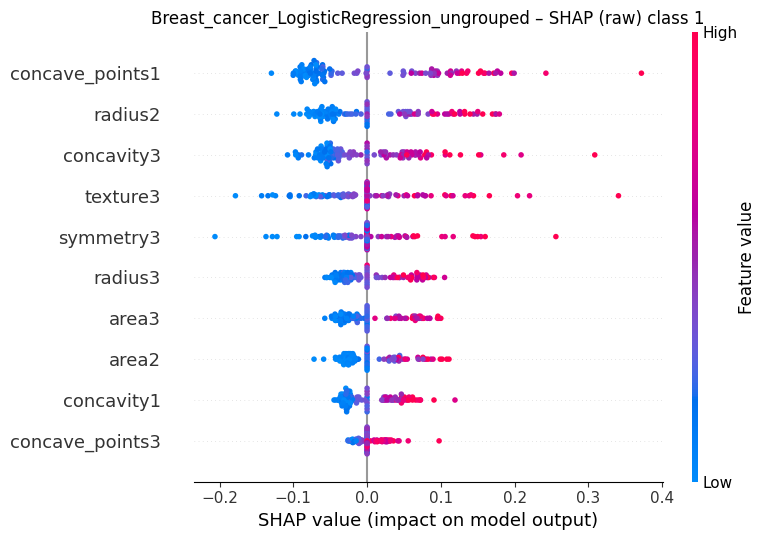 Breast_cancer_LogisticRegression_ungrouped – SHAP (raw) class 1
High
concave_points1
radius2
concavity3
texture3
symmetry3
radius3
area3
area2
concavity1
concave_points3
Feature value
Low
−0.2 −0.1 0.0 0.1 0.2 0.3 0.4
SHAP value (impact on model output)